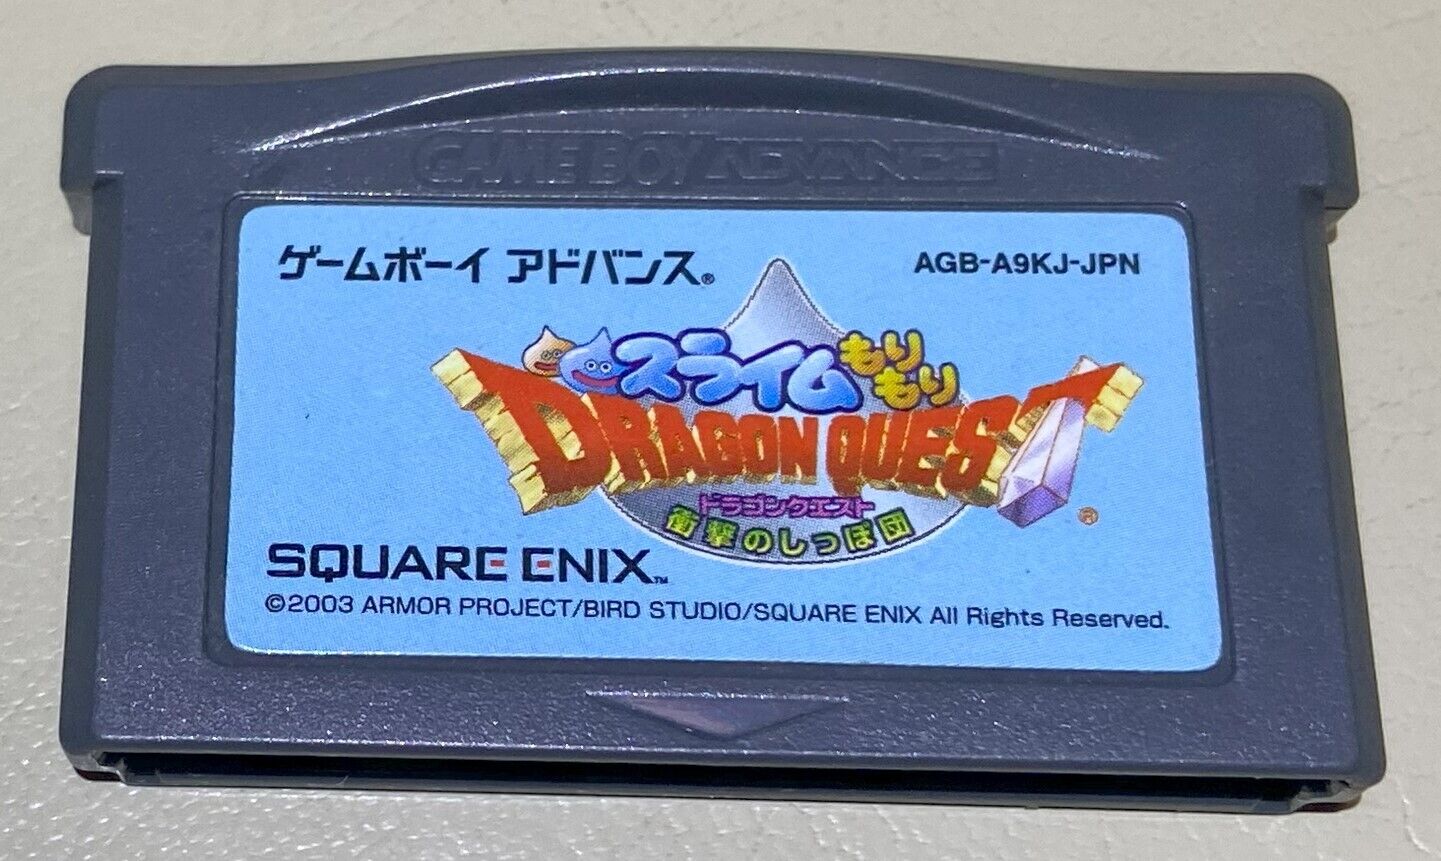 GAME BOY ADVANCE
ゲームボーイ アドバンス®
AGB-A9KJ-JPN
スライムもりもり
DRAGON QUEST®
ドラゴンクエスト
衝撃のしっぽ団
SQUARE ENIX™
©2003 ARMOR PROJECT/BIRD STUDIO/SQUARE ENIX All Rights Reserved.